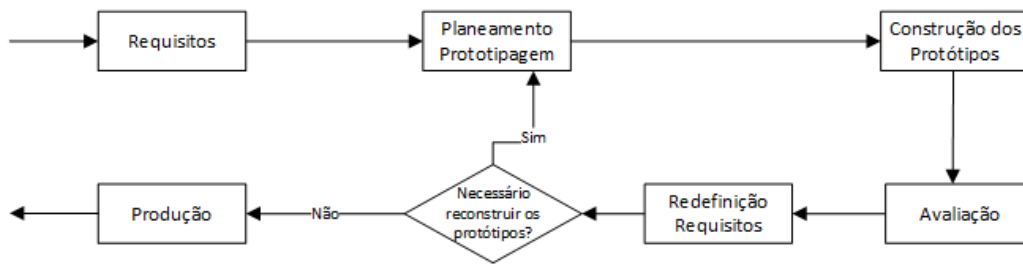 Requisitos
Planeamento
Prototipagem
Construção dos
Protótipos
Sim
Produção
Não
Necessário
reconstruir os
protótipos?
Redefinição
Requisitos
Avaliação